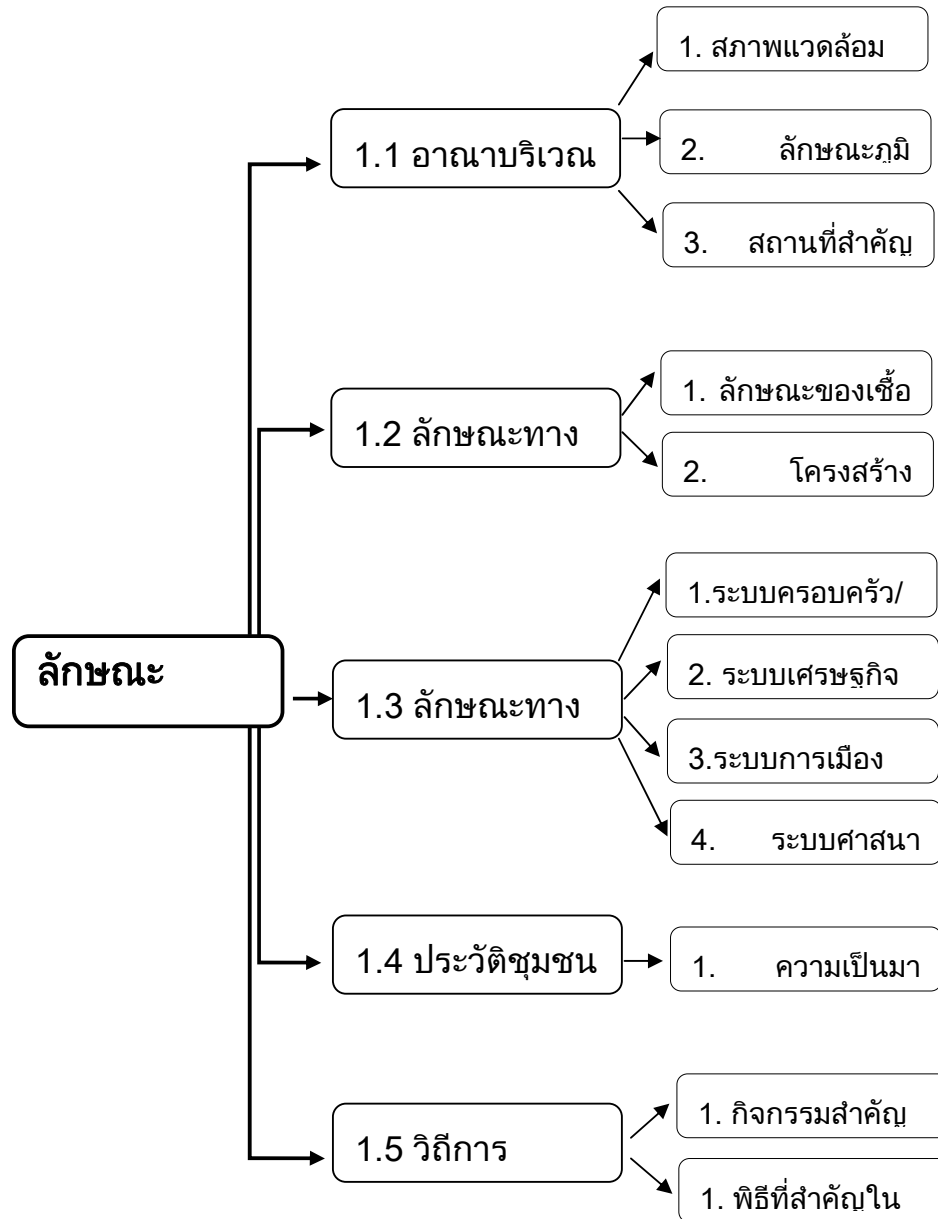 ลักษณะ
1.1 อาณาบริเวณ
1. สภาพแวดล้อม
2. ลักษณะภูมิ
3. สถานที่สำคัญ
1.2 ลักษณะทาง
1. ลักษณะของเชื้อ
2. โครงสร้าง
1.3 ลักษณะทาง
1.ระบบครอบครัว/
2. ระบบเศรษฐกิจ
3.ระบบการเมือง
4. ระบบศาสนา
1.4 ประวัติชุมชน
1. ความเป็นมา
1.5 วิถีการ
1. กิจกรรมสำคัญ
1. พิธีที่สำคัญใน